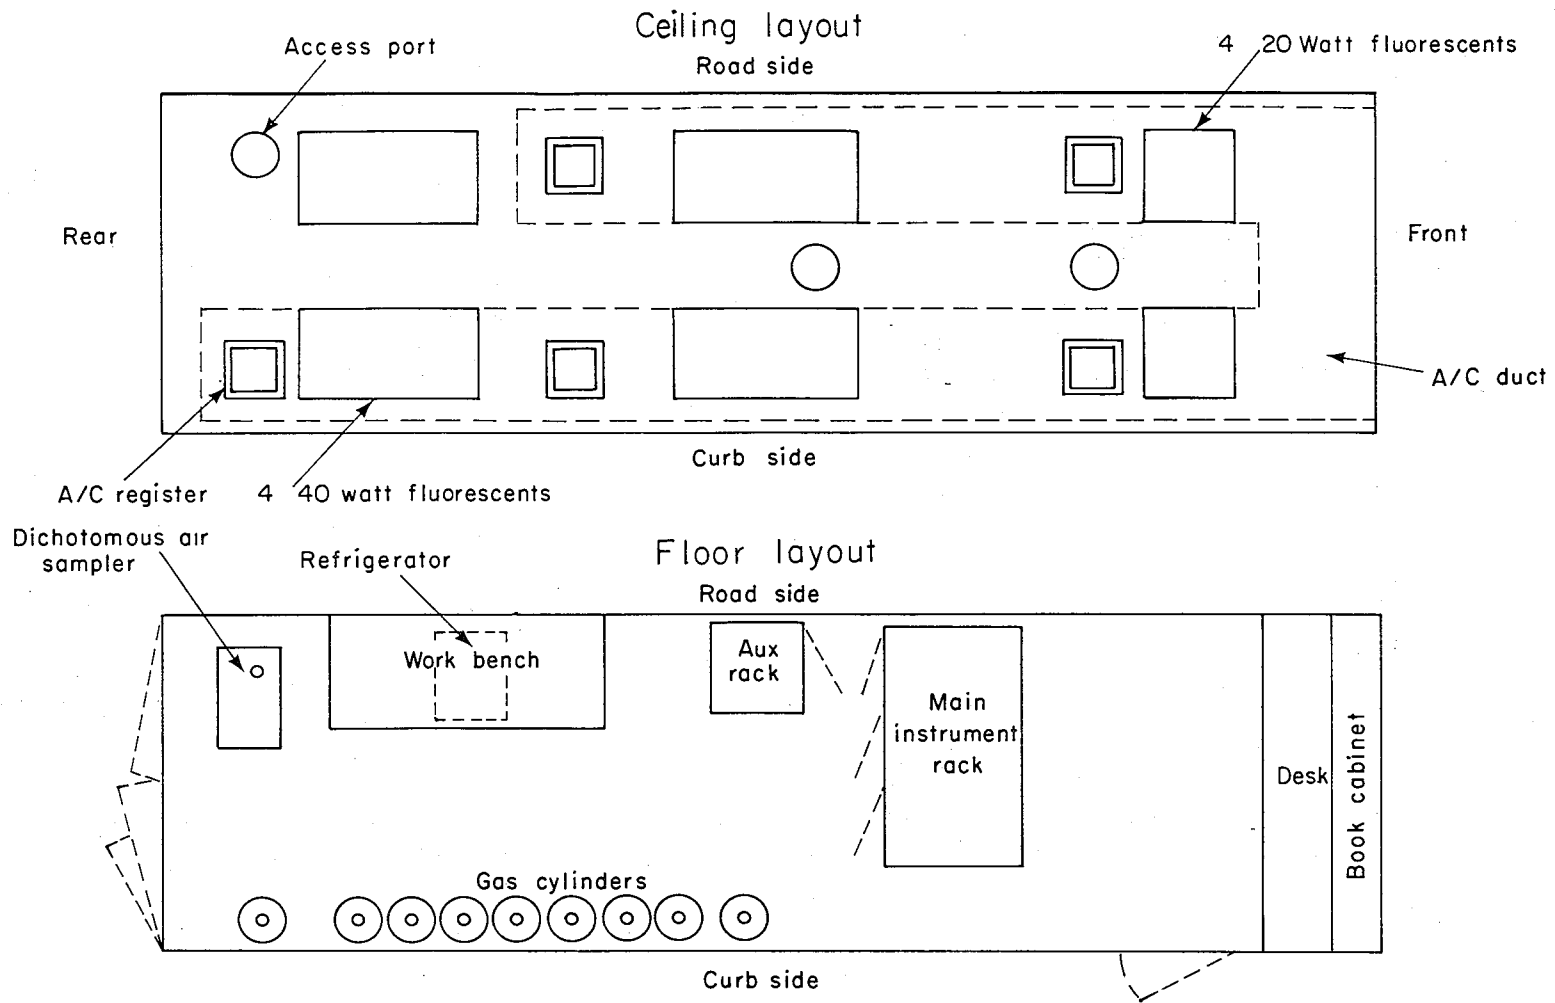 Ceiling layout
Access port
4 20 Watt fluorescents
Road side
Rear
Front
A/C duct
Curb side
A/C register
4 40 watt fluorescents
Dichotomous air
sampler
Refrigerator
Floor layout
Road side
Work bench
Aux
rack
Main
instrument
rack
Desk
Book cabinet
Gas cylinders
Curb side